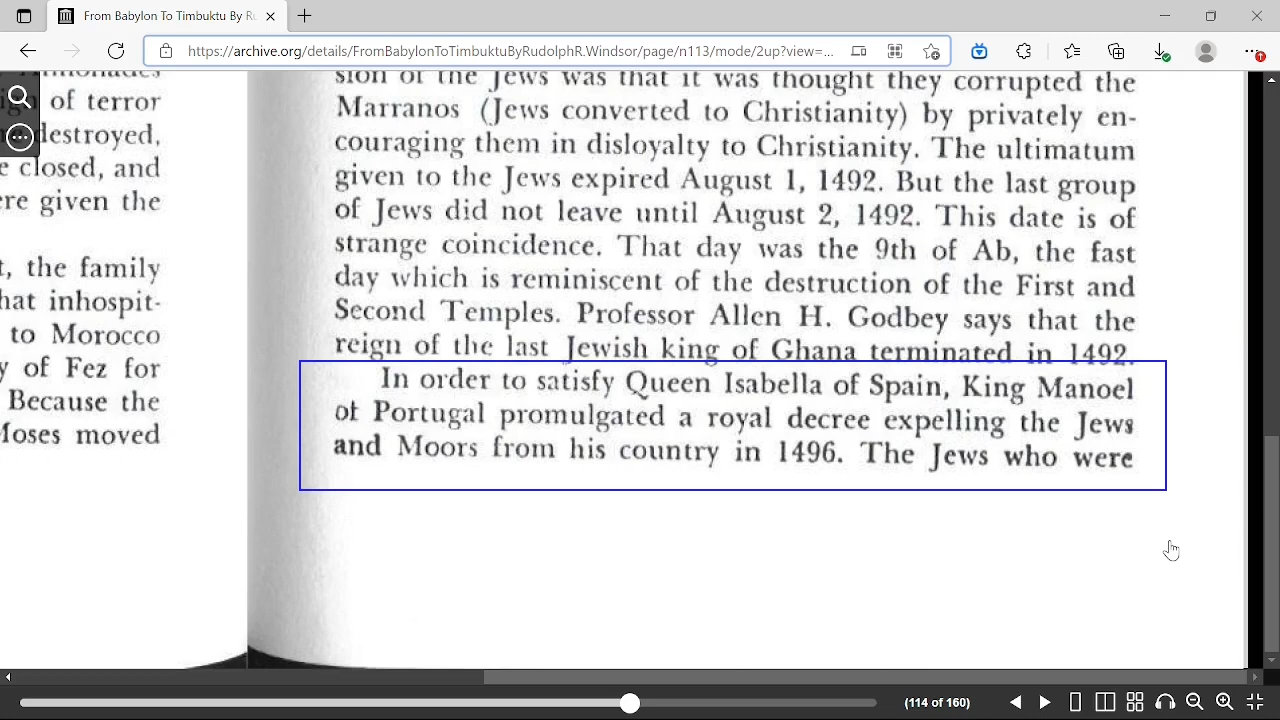 From Babylon To Timbuktu By Ru
https://archive.org/details/FromBabylonToTimbuktuByRudolphR.Windsor/page/n113/mode/2up?view=...
of terror
destroyed,
closed, and
given the
the family
inhospit-
to Morocco
of Fez for
Because the
moved
sion of the Jews was that it was thought they corrupted the
Marranos (Jews converted to Christianity) by privately en-
couraging them in disloyalty to Christianity. The ultimatum
given to the Jews expired August 1, 1492. But the last group
of Jews did not leave until August 2, 1492. This date is of
strange coincidence. That day was the 9th of Ab, the fast
day which is reminiscent of the destruction of the First and
Second Temples. Professor Allen H. Godbey says that the
reign of the last Jewish king of Ghana terminated in 1492.
In order to satisfy Queen Isabella of Spain, King Manoel
of Portugal promulgated a royal decree expelling the Jews
and Moors from his country in 1496. The Jews who were
(114 of 160)